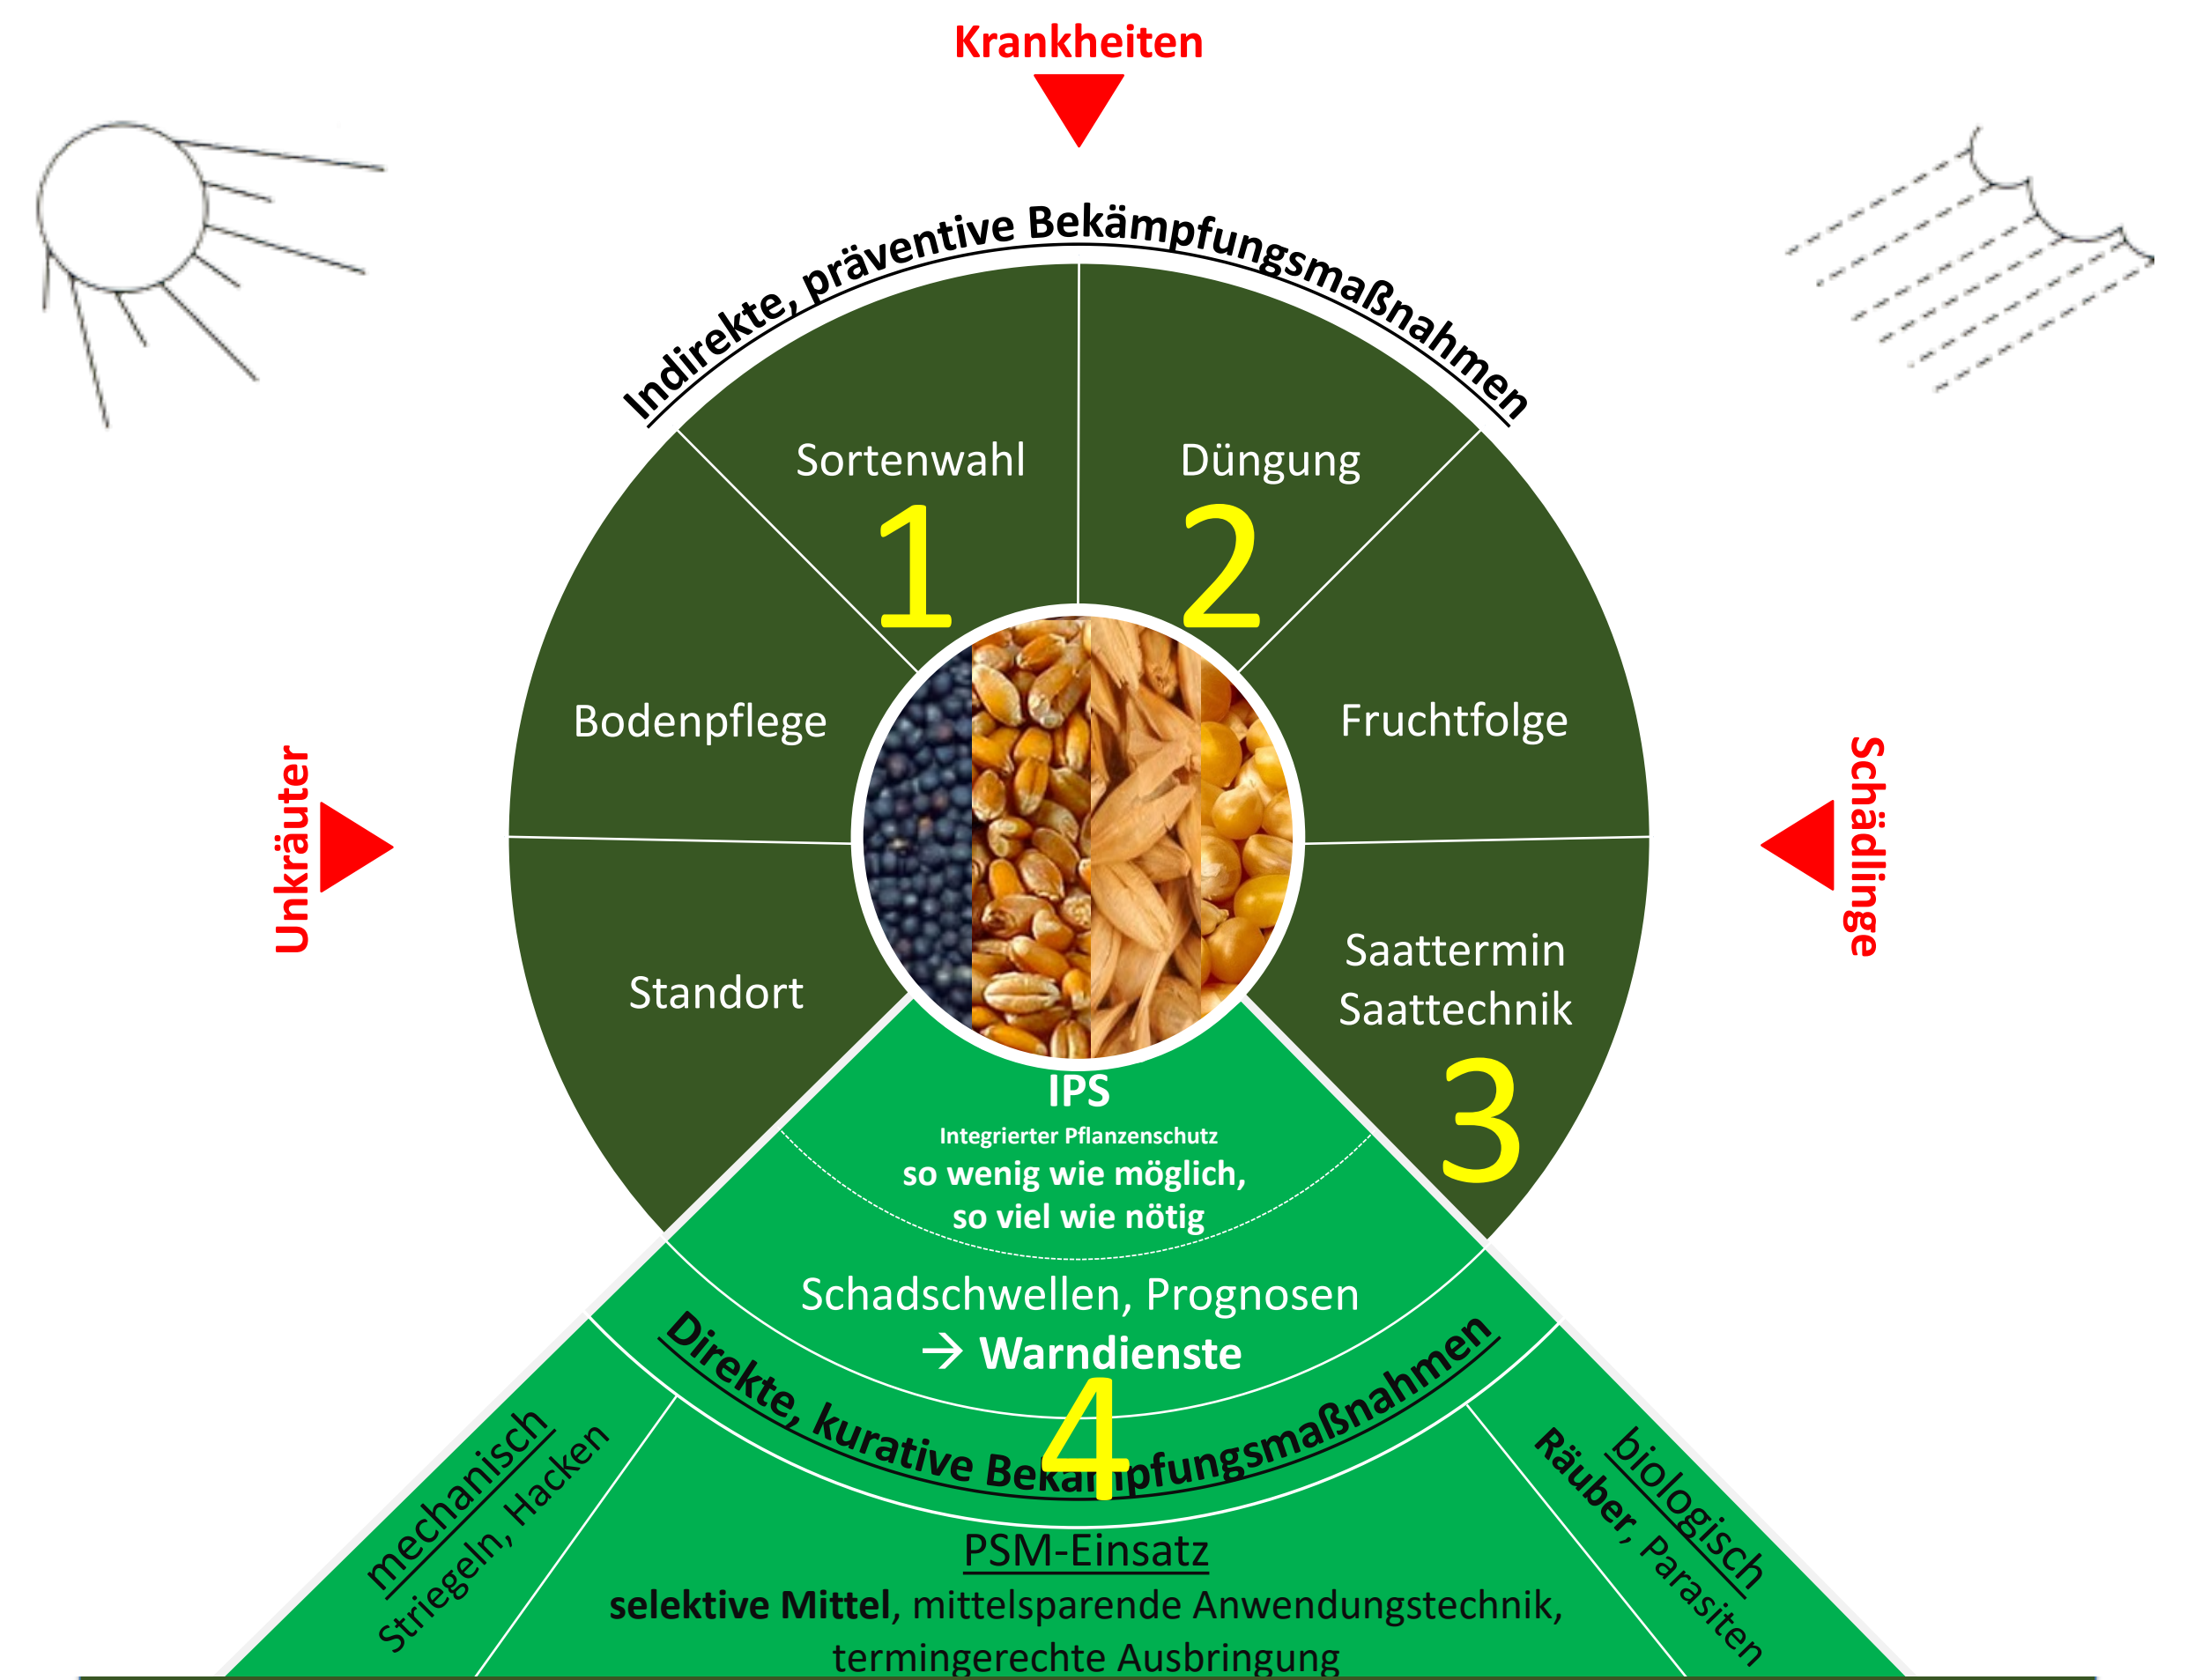 Krankheiten
Indirekte, präventive Bekämpfungsmaßnahmen
Sortenwahl
1
Düngung
2
Bodenpflege
Fruchtfolge
Unkräuter
Schädlinge
Standort
Saattermin
Saattechnik
3
IPS
Integrierter Pflanzenschutz
so wenig wie möglich,
so viel wie nötig
Schadschwellen, Prognosen
→ Warndienste
4
Direkte, kurative Bekämpfungsmaßnahmen
mechanisch
Striegeln, Hacken
PSM-Einsatz
selektive Mittel, mittelsparende Anwendungstechnik,
termingerechte Ausbringung
biologisch
Räuber, Parasiten